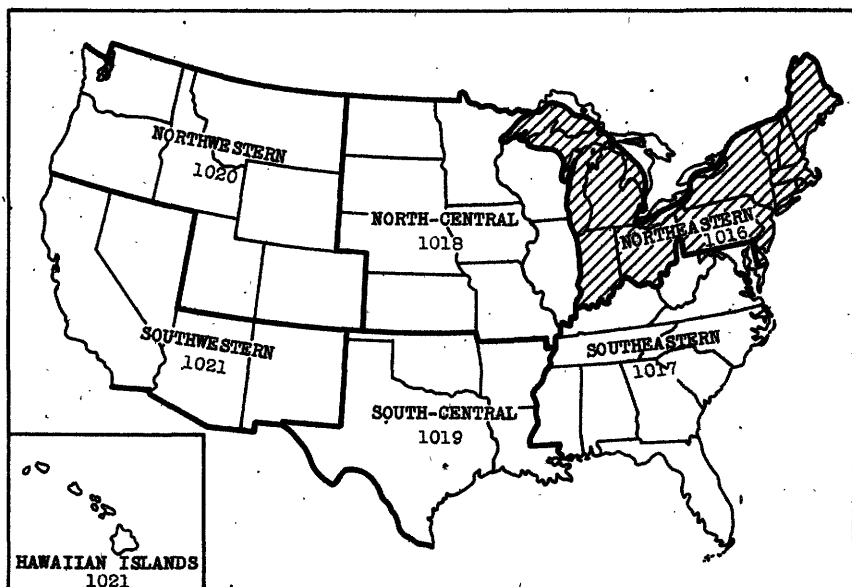 NORTHWESTERN
1020
NORTH-CENTRAL
1018
NORTHEASTERN
1016
SOUTHWESTERN
1021
SOUTHEASTERN
1017
SOUTH-CENTRAL
1019
HAWAIIAN ISLANDS
1021